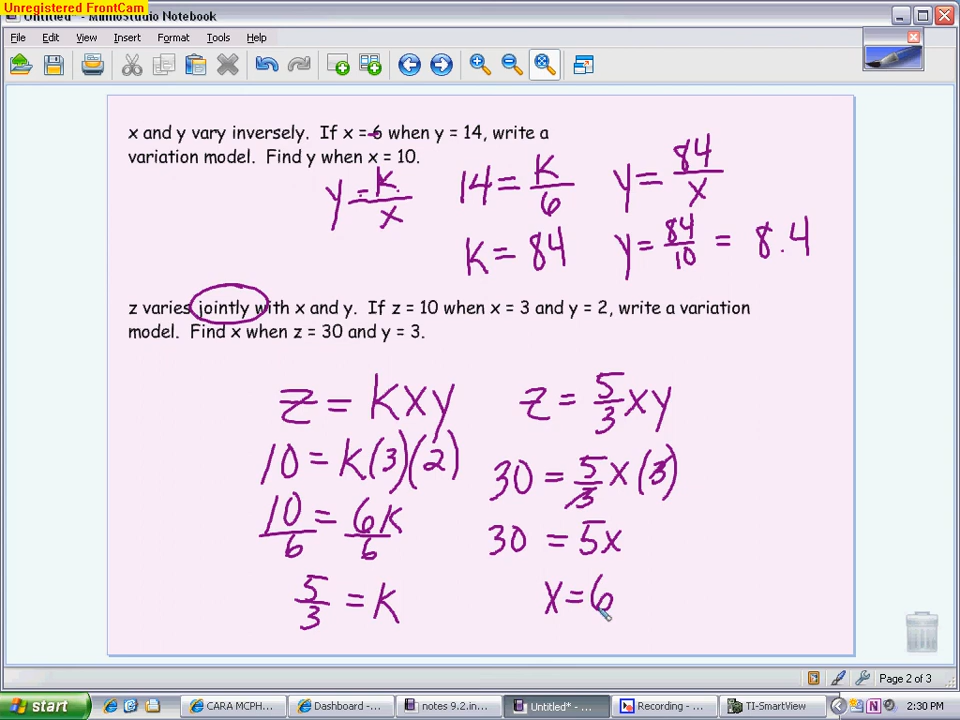 Unregistered FrontCam
Untitled* - MimioStudio Notebook
File Edit View Insert Format Tools Help
x and y vary inversely. If x = 6 when y = 14, write a
variation model. Find y when x = 10.
y = k/x 14 = k/6 y = 84/x
k = 84 y = 84/10 = 8.4
z varies jointly with x and y. If z = 10 when x = 3 and y = 2, write a variation
model. Find x when z = 30 and y = 3.
z = kxy z = 5/3 xy
10 = k(3)(2) 30 = 5/3 x (3)
10/6 = 6k/6 30 = 5x
5/3 = k x = 6
Page 2 of 3
start CARA MCPH... Dashboard -... notes 9.2.in... Untitled* - ... Recording - ... TI-SmartView 2:30 PM